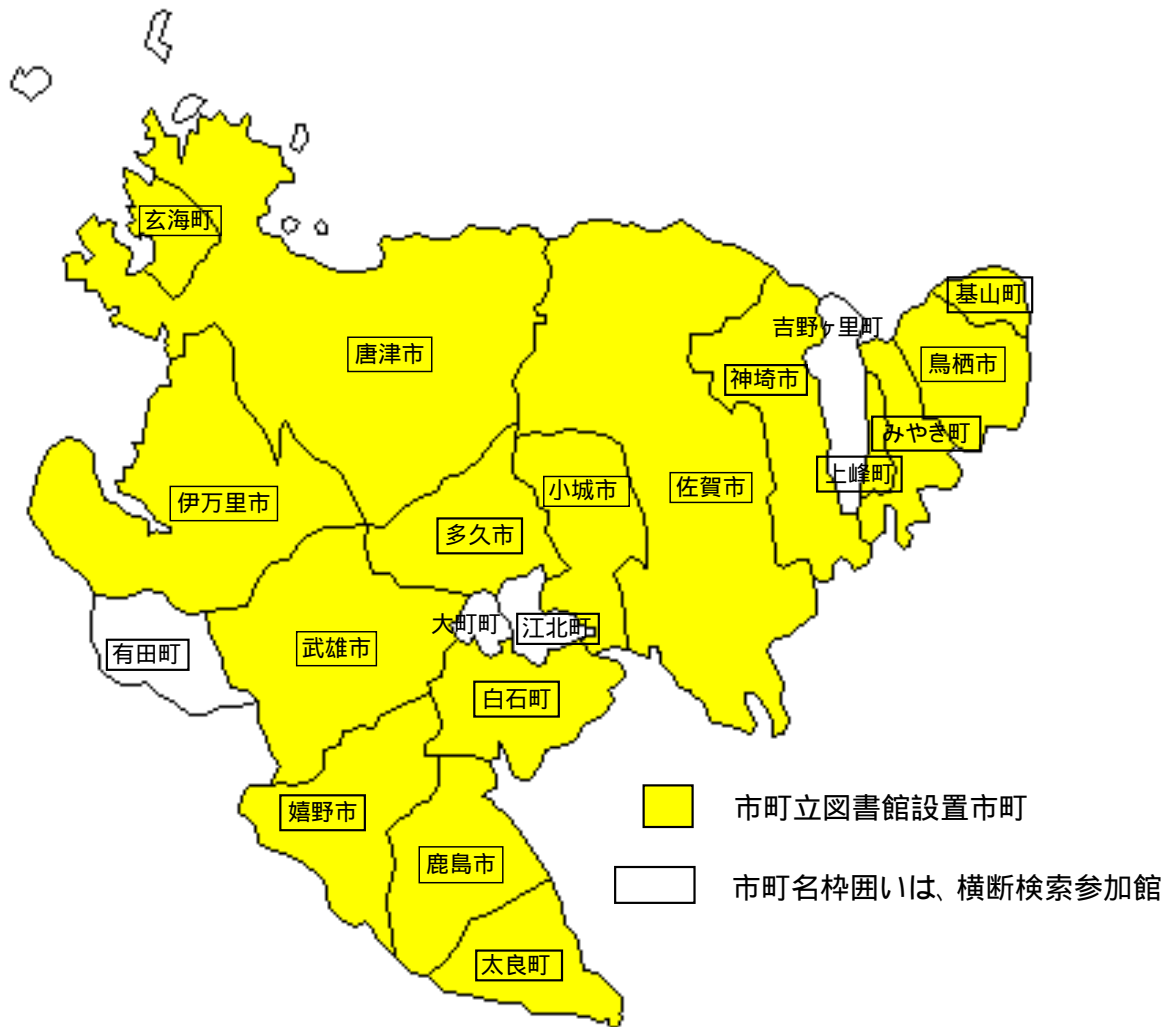 玄海町
基山町
吉野ヶ里町
唐津市
鳥栖市
神埼市
みやき町
上峰町
伊万里市
小城市
佐賀市
多久市
大町町
江北町
有田町
武雄市
白石町
嬉野市
市町立図書館設置市町
鹿島市
市町名枠囲いは、横断検索参加館
太良町